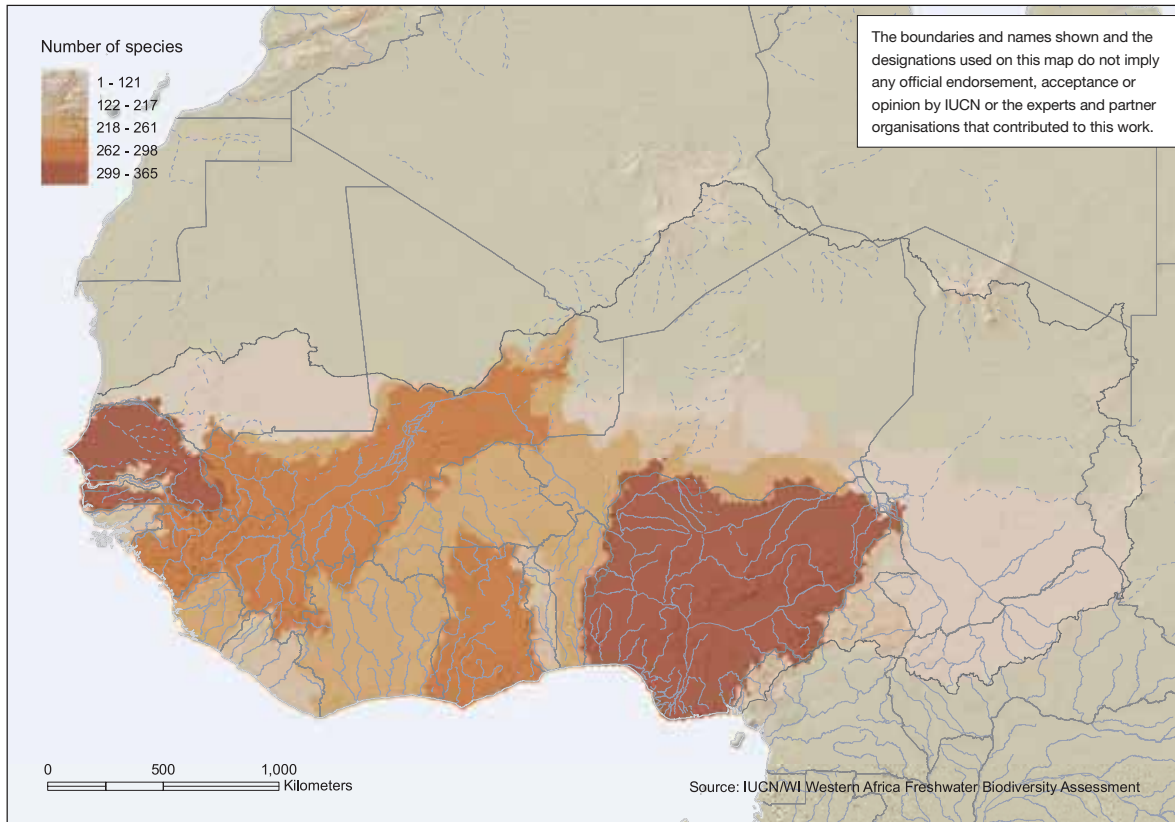 Number of species
1 - 121
122 - 217
218 - 261
262 - 298
299 - 365
The boundaries and names shown and the
designations used on this map do not imply
any official endorsement, acceptance or
opinion by IUCN or the experts and partner
organisations that contributed to this work.
0 500 1,000
Kilometers
Source: IUCN/WI Western Africa Freshwater Biodiversity Assessment